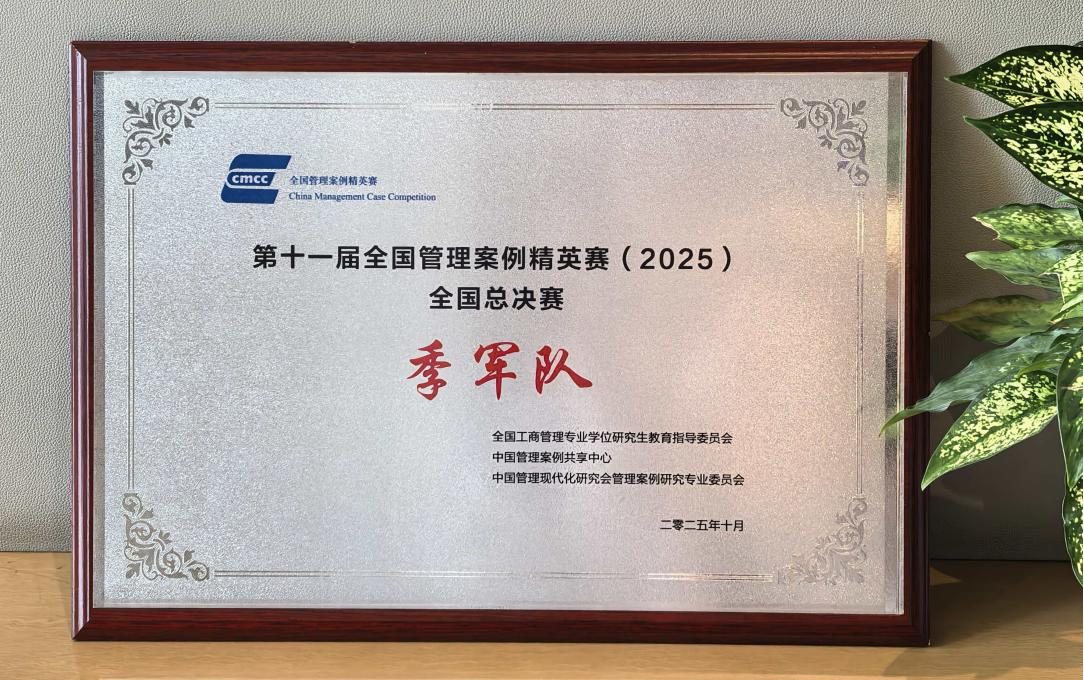 cmcc
全国管理案例精英赛
China Management Case Competition
第十一届全国管理案例精英赛（2025）
全国总决赛
季军队
全国工商管理专业学位研究生教育指导委员会
中国管理案例共享中心
中国管理现代化研究会管理案例研究专业委员会
二零二五年十月